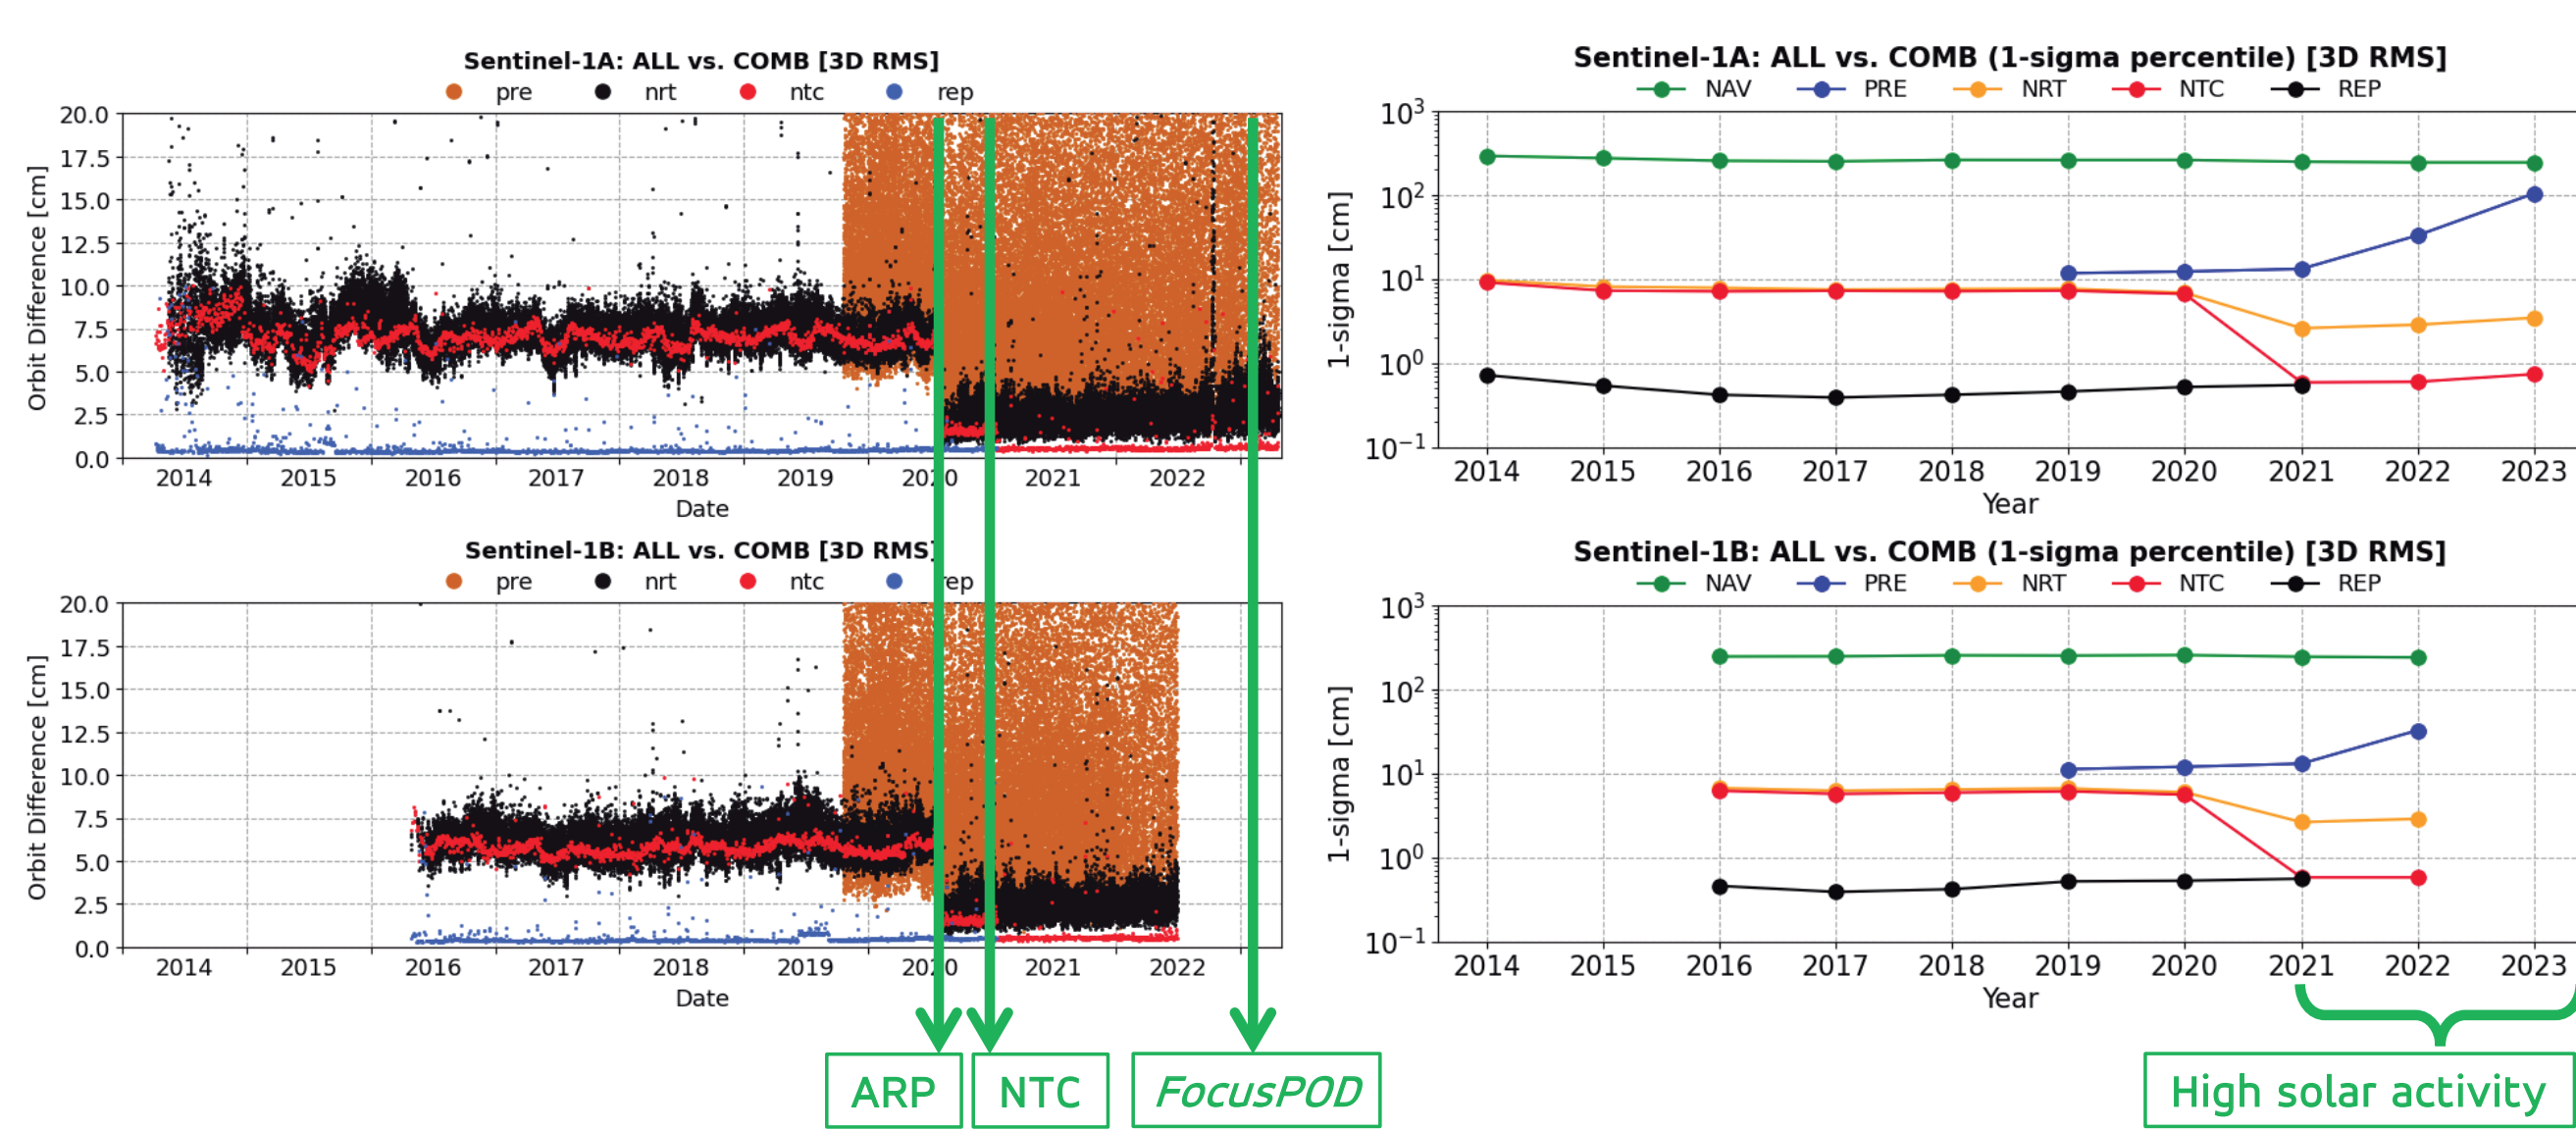 Sentinel-1A: ALL vs. COMB [3D RMS]
pre nrt ntc rep
Orbit Difference [cm]
20.0
17.5
15.0
12.5
10.0
7.5
5.0
2.5
0.0
2014 2015 2016 2017 2018 2019 2020 2021 2022
Date
Sentinel-1A: ALL vs. COMB (1-sigma percentile) [3D RMS]
NAV PRE NRT NTC REP
1-sigma [cm]
10³
10²
10¹
10⁰
10⁻¹
2014 2015 2016 2017 2018 2019 2020 2021 2022 2023
Year
Sentinel-1B: ALL vs. COMB [3D RMS]
pre nrt ntc rep
Orbit Difference [cm]
20.0
17.5
15.0
12.5
10.0
7.5
5.0
2.5
0.0
2014 2015 2016 2017 2018 2019 2020 2021 2022
Date
Sentinel-1B: ALL vs. COMB (1-sigma percentile) [3D RMS]
NAV PRE NRT NTC REP
1-sigma [cm]
10³
10²
10¹
10⁰
10⁻¹
2014 2015 2016 2017 2018 2019 2020 2021 2022 2023
Year
ARP
NTC
FocusPOD
High solar activity